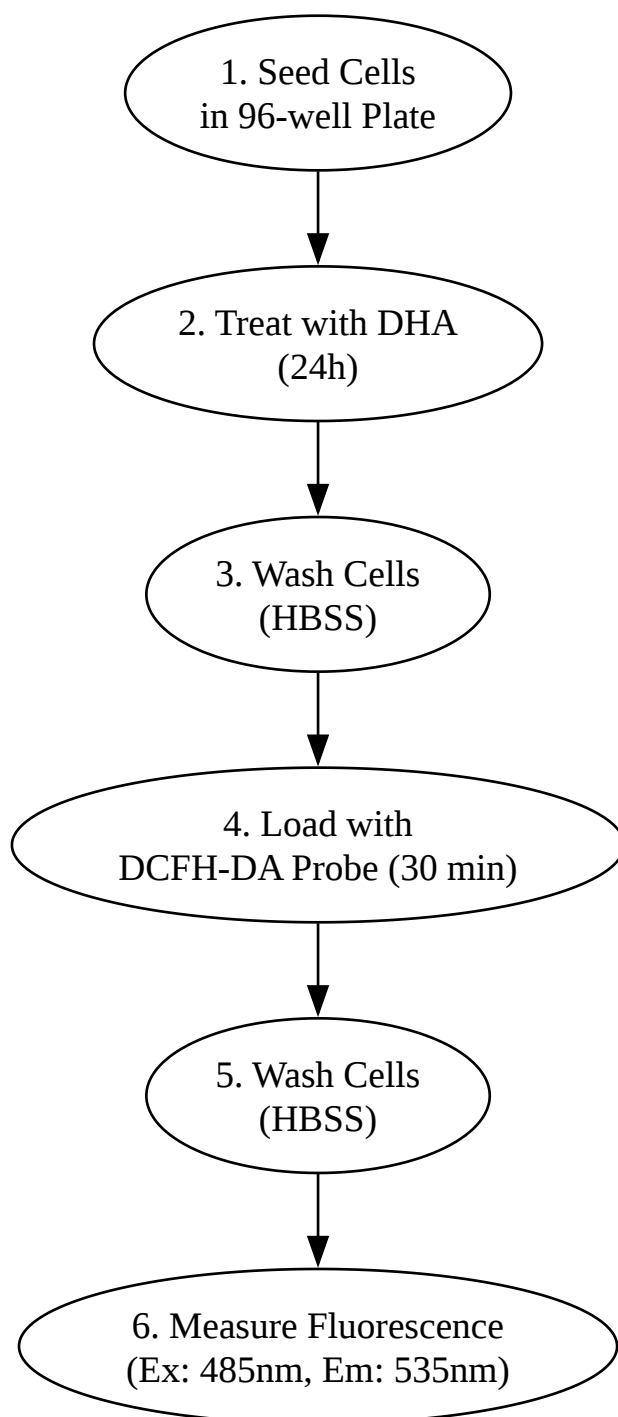 1. Seed Cells
in 96-well Plate
2. Treat with DHA
(24h)
3. Wash Cells
(HBSS)
4. Load with
DCFH-DA Probe (30 min)
5. Wash Cells
(HBSS)
6. Measure Fluorescence
(Ex: 485nm, Em: 535nm)